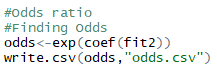 #Odds ratio
#Finding Odds
odds<-exp(coef(fit2))
write.csv(odds,"odds.csv")